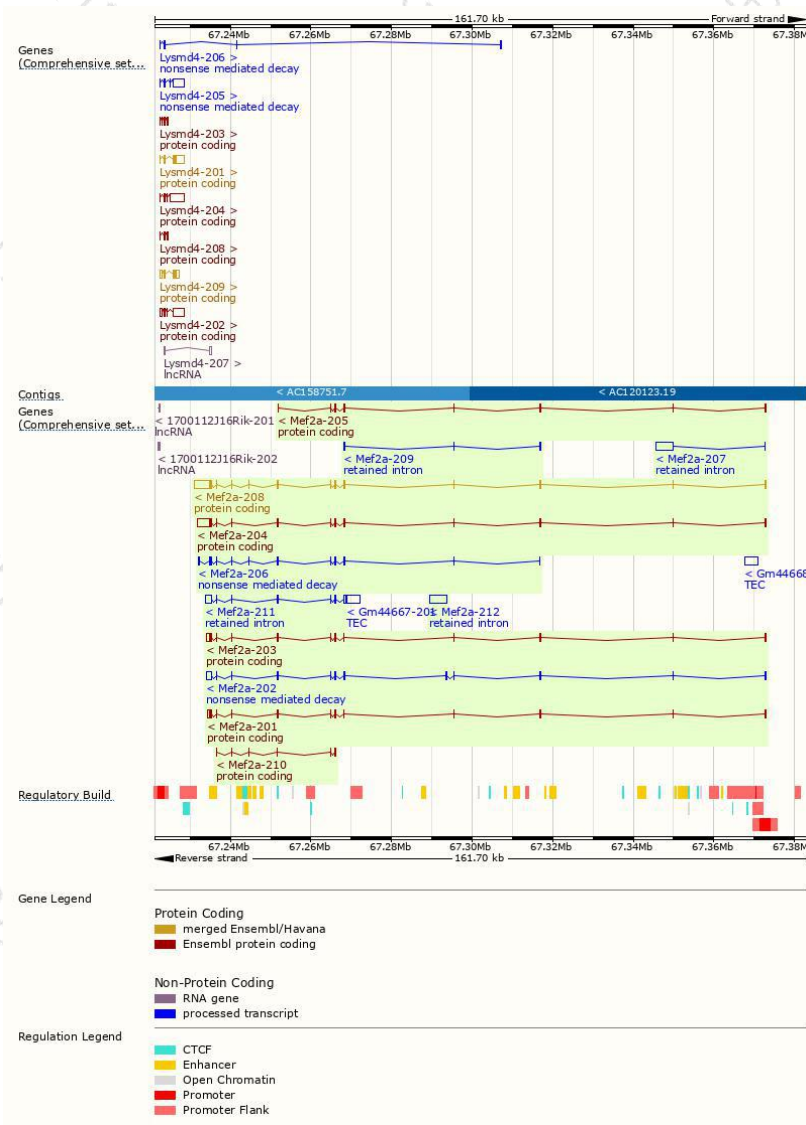 161.70 kb
Forward strand
67.24Mb 67.26Mb 67.28Mb 67.30Mb 67.32Mb 67.34Mb 67.36Mb 67.38M
Genes
(Comprehensive set...
Lysmd4-206 >
nonsense mediated decay
Lysmd4-205 >
nonsense mediated decay
Lysmd4-203 >
protein coding
Lysmd4-201 >
protein coding
Lysmd4-204 >
protein coding
Lysmd4-208 >
protein coding
Lysmd4-209 >
protein coding
Lysmd4-202 >
protein coding
Lysmd4-207 >
lncRNA
Contigs
< AC158751.7
< AC120123.19
Genes
(Comprehensive set...
< 1700112J16Rik-201 < Mef2a-205
lncRNA protein coding
< 1700112J16Rik-202 < Mef2a-209 < Mef2a-207
lncRNA retained intron retained intron
< Mef2a-208
protein coding
< Mef2a-204
protein coding
< Mef2a-206 < Gm44668
nonsense mediated decay TEC
< Mef2a-211 < Gm44667-201 < Mef2a-212
retained intron TEC retained intron
< Mef2a-203
protein coding
< Mef2a-202
nonsense mediated decay
< Mef2a-201
protein coding
< Mef2a-210
protein coding
Regulatory Build
67.24Mb 67.26Mb 67.28Mb 67.30Mb 67.32Mb 67.34Mb 67.36Mb 67.38M
Reverse strand
161.70 kb
Gene Legend
Protein Coding
merged Ensembl/Havana
Ensembl protein coding
Non-Protein Coding
RNA gene
processed transcript
Regulation Legend
CTCF
Enhancer
Open Chromatin
Promoter
Promoter Flank